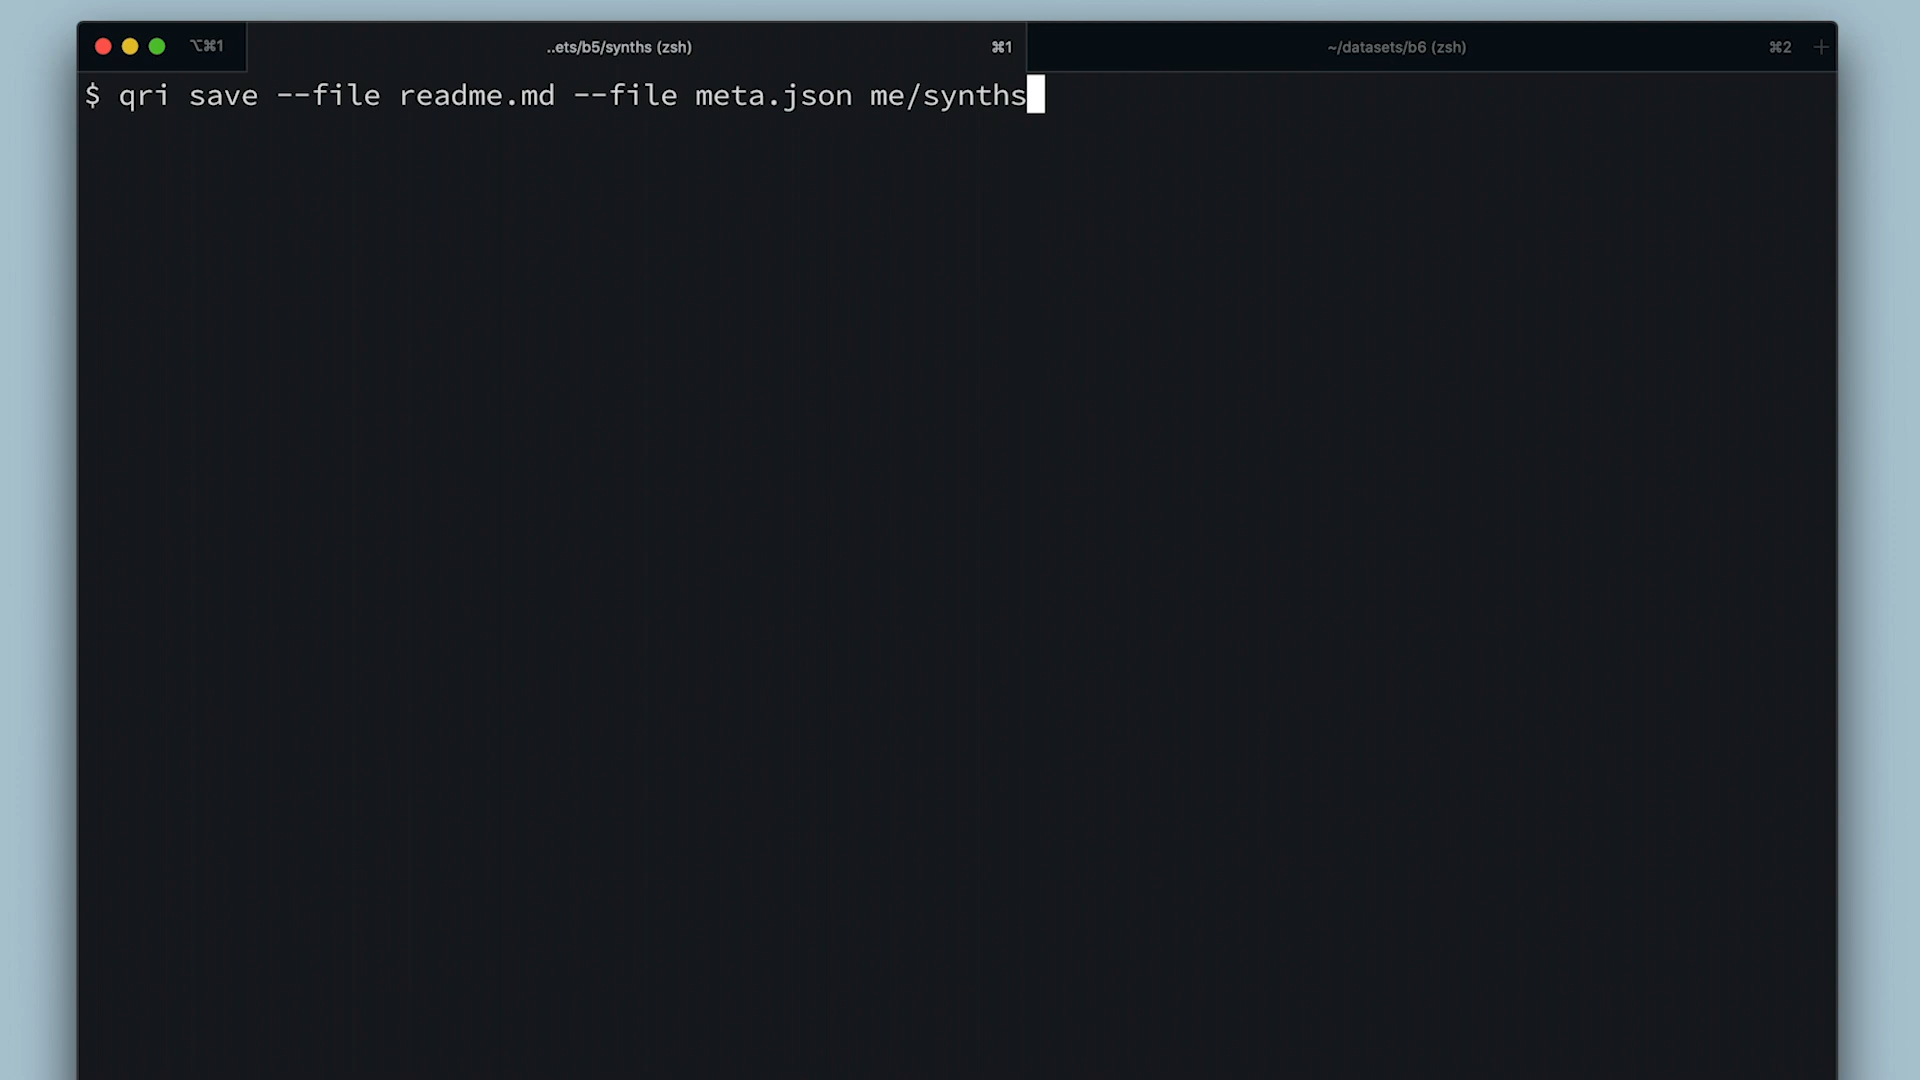 ⌥⌘1 ..ets/b5/synths (zsh) ⌘1 ~/datasets/b6 (zsh) ⌘2 +
$ qri save --file readme.md --file meta.json me/synths